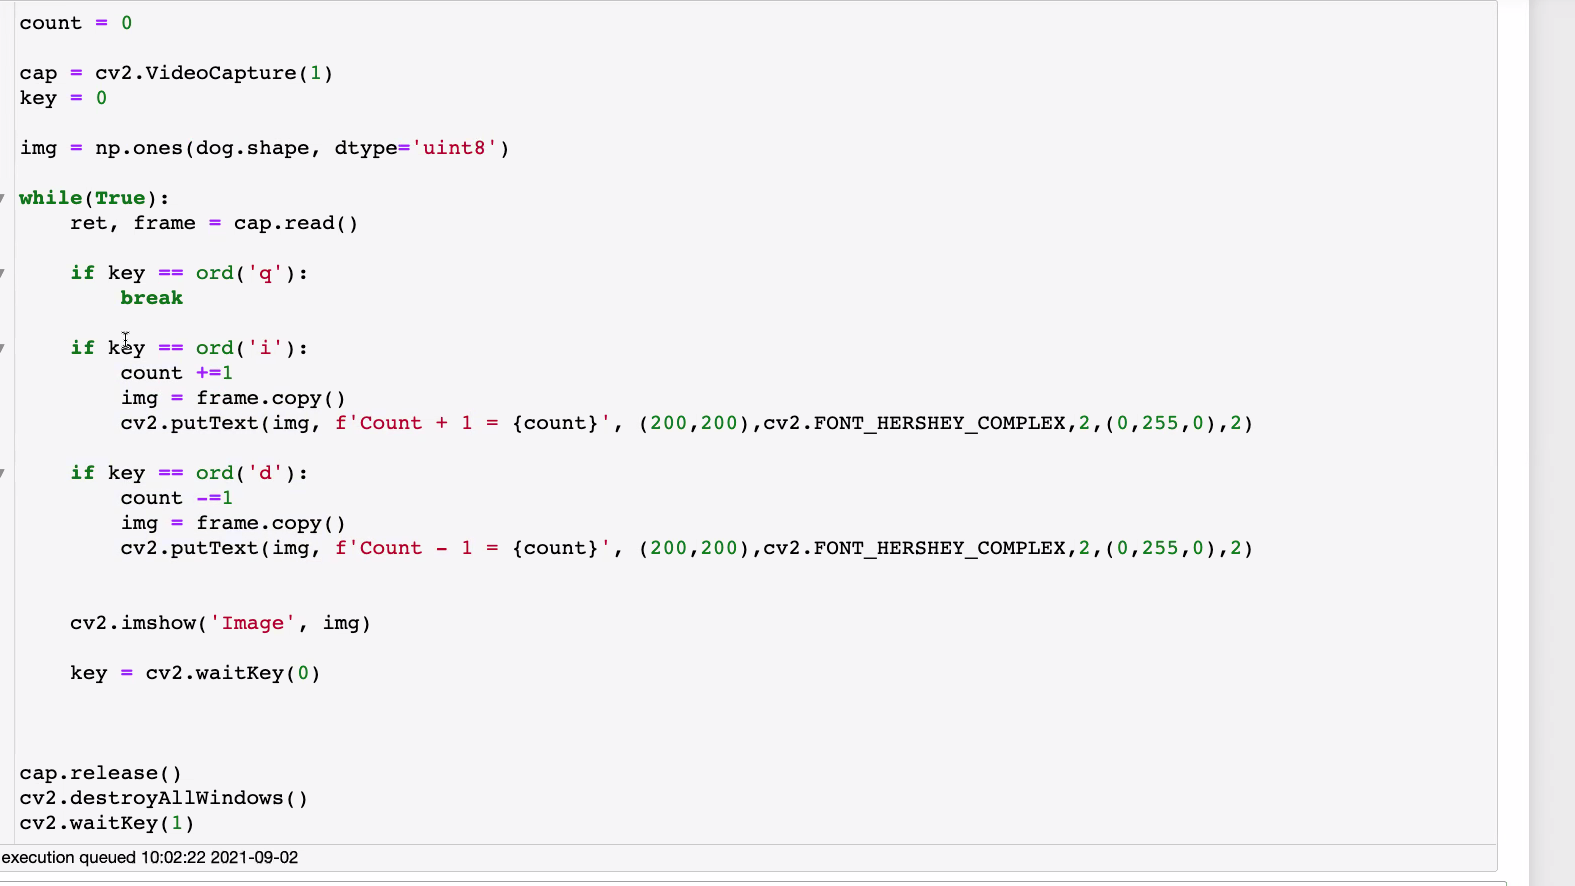 count = 0
cap = cv2.VideoCapture(1)
key = 0
img = np.ones(dog.shape, dtype='uint8')
while(True):
    ret, frame = cap.read()
    if key == ord('q'):
        break
    if key == ord('i'):
        count +=1
        img = frame.copy()
        cv2.putText(img, f'Count + 1 = {count}', (200,200),cv2.FONT_HERSHEY_COMPLEX,2,(0,255,0),2)
    if key == ord('d'):
        count -=1
        img = frame.copy()
        cv2.putText(img, f'Count - 1 = {count}', (200,200),cv2.FONT_HERSHEY_COMPLEX,2,(0,255,0),2)
    cv2.imshow('Image', img)
    key = cv2.waitKey(0)
cap.release()
cv2.destroyAllWindows()
cv2.waitKey(1)
execution queued 10:02:22 2021-09-02